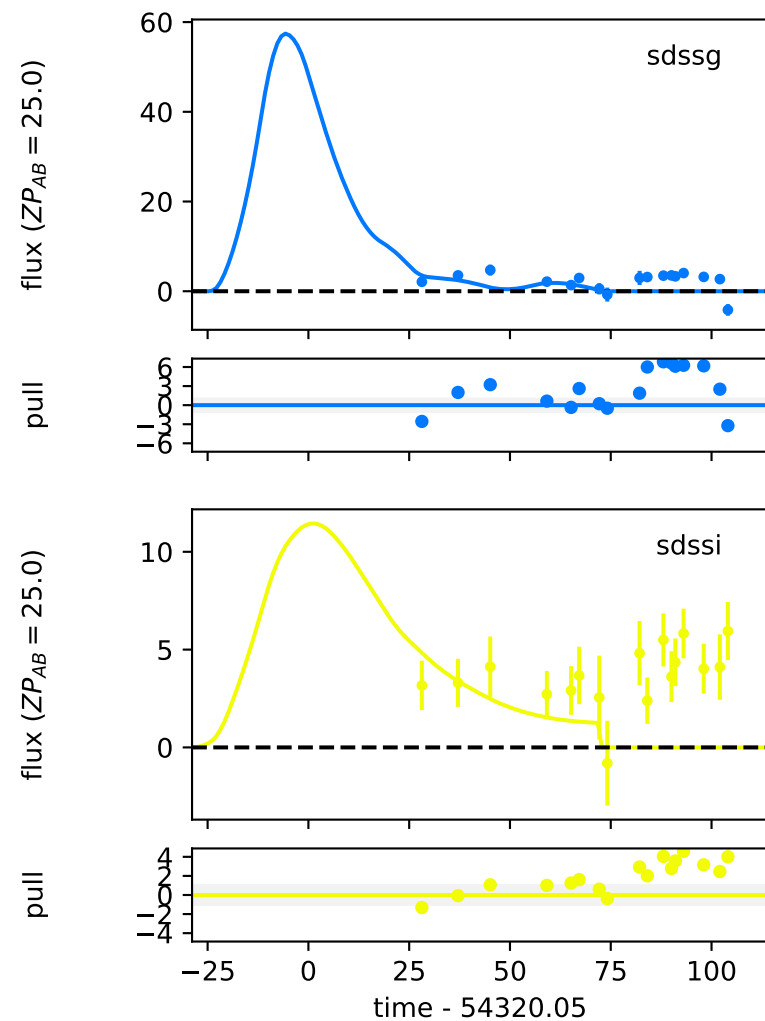 60
40
20
0
flux (ZP_AB = 25.0)
sdssg
6
3
0
−3
−6
pull
10
5
0
flux (ZP_AB = 25.0)
sdssi
4
2
0
−2
−4
pull
−25 0 25 50 75 100
time - 54320.05